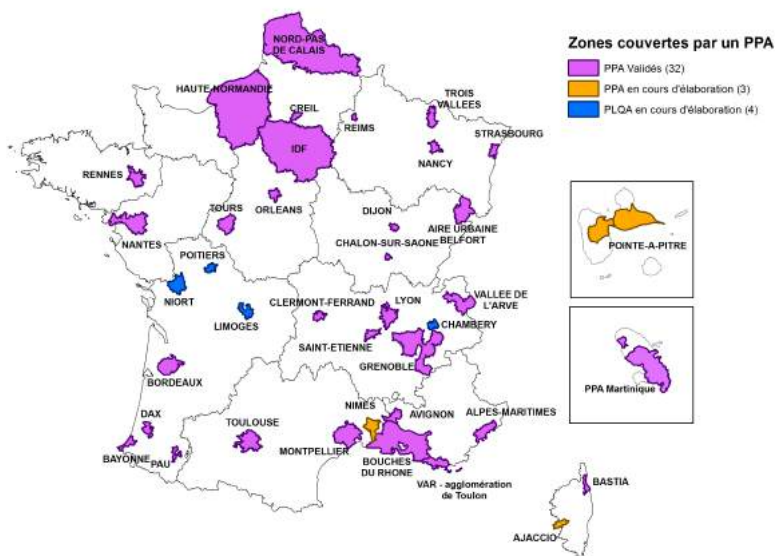 NORD-PAS
DE CALAIS
Zones couvertes par un PPA
PPA Validés (32)
PPA en cours d'élaboration (3)
PLQA en cours d'élaboration (4)
HAUTE-NORMANDIE
CREIL
REIMS
TROIS
VALLEES
STRASBOURG
IDF
NANCY
RENNES
ORLEANS
TOURS
DIJON
AIRE URBAINE
BELFORT
NANTES
CHALON-SUR-SAONE
POINTE-A-PITRE
POITIERS
NIORT
LIMOGES
CLERMONT-FERRAND
LYON
VALLEE DE
L'ARVE
CHAMBERY
SAINT-ETIENNE
GRENOBLE
BORDEAUX
PPA Martinique
DAX
TOULOUSE
NIMES
AVIGNON
ALPES-MARITIMES
BAYONNE
PAU
MONTPELLIER
BOUCHES
DU RHONE
VAR - agglomération
de Toulon
BASTIA
AJACCIO